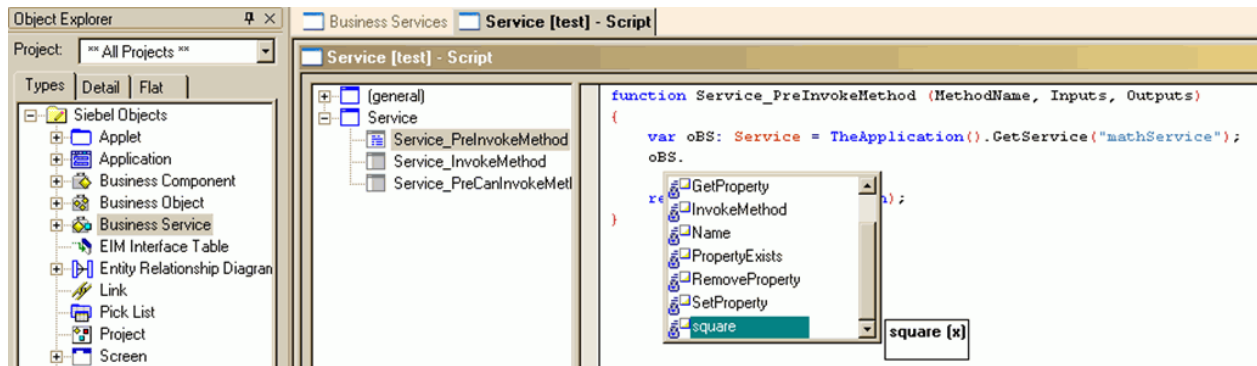 Object Explorer
Project: ** All Projects **
Types Detail Flat
Siebel Objects
Applet
Application
Business Component
Business Object
Business Service
EIM Interface Table
Entity Relationship Diagran
Link
Pick List
Project
Screen
Business Services Service [test] - Script
Service [test] - Script
(general)
Service
Service_PreInvokeMethod
Service_InvokeMethod
Service_PreCanInvokeMetl
function Service_PreInvokeMethod (MethodName, Inputs, Outputs)
{
var oBS: Service = TheApplication().GetService("mathService");
oBS.
re );
}
GetProperty
InvokeMethod
Name
PropertyExists
RemoveProperty
SetProperty
square
square (x)